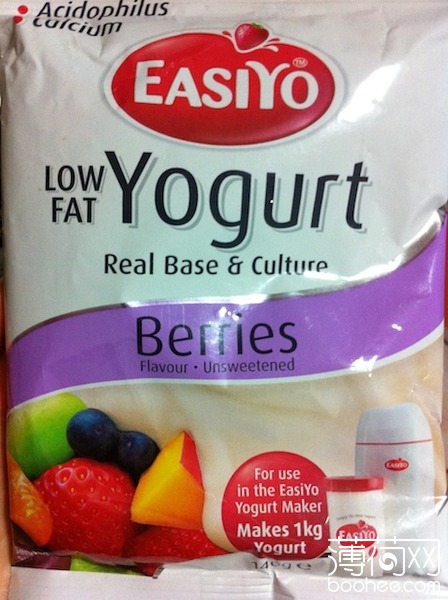 Acidophilus
Calcium
EASIYO™
LOW FAT
Yogurt
Real Base & Culture
Berries
Flavour · Unsweetened
For use
in the EasiYo
Yogurt Maker
Makes 1kg
Yogurt
EASIYO
EASIYO
薄荷网
boohee.com